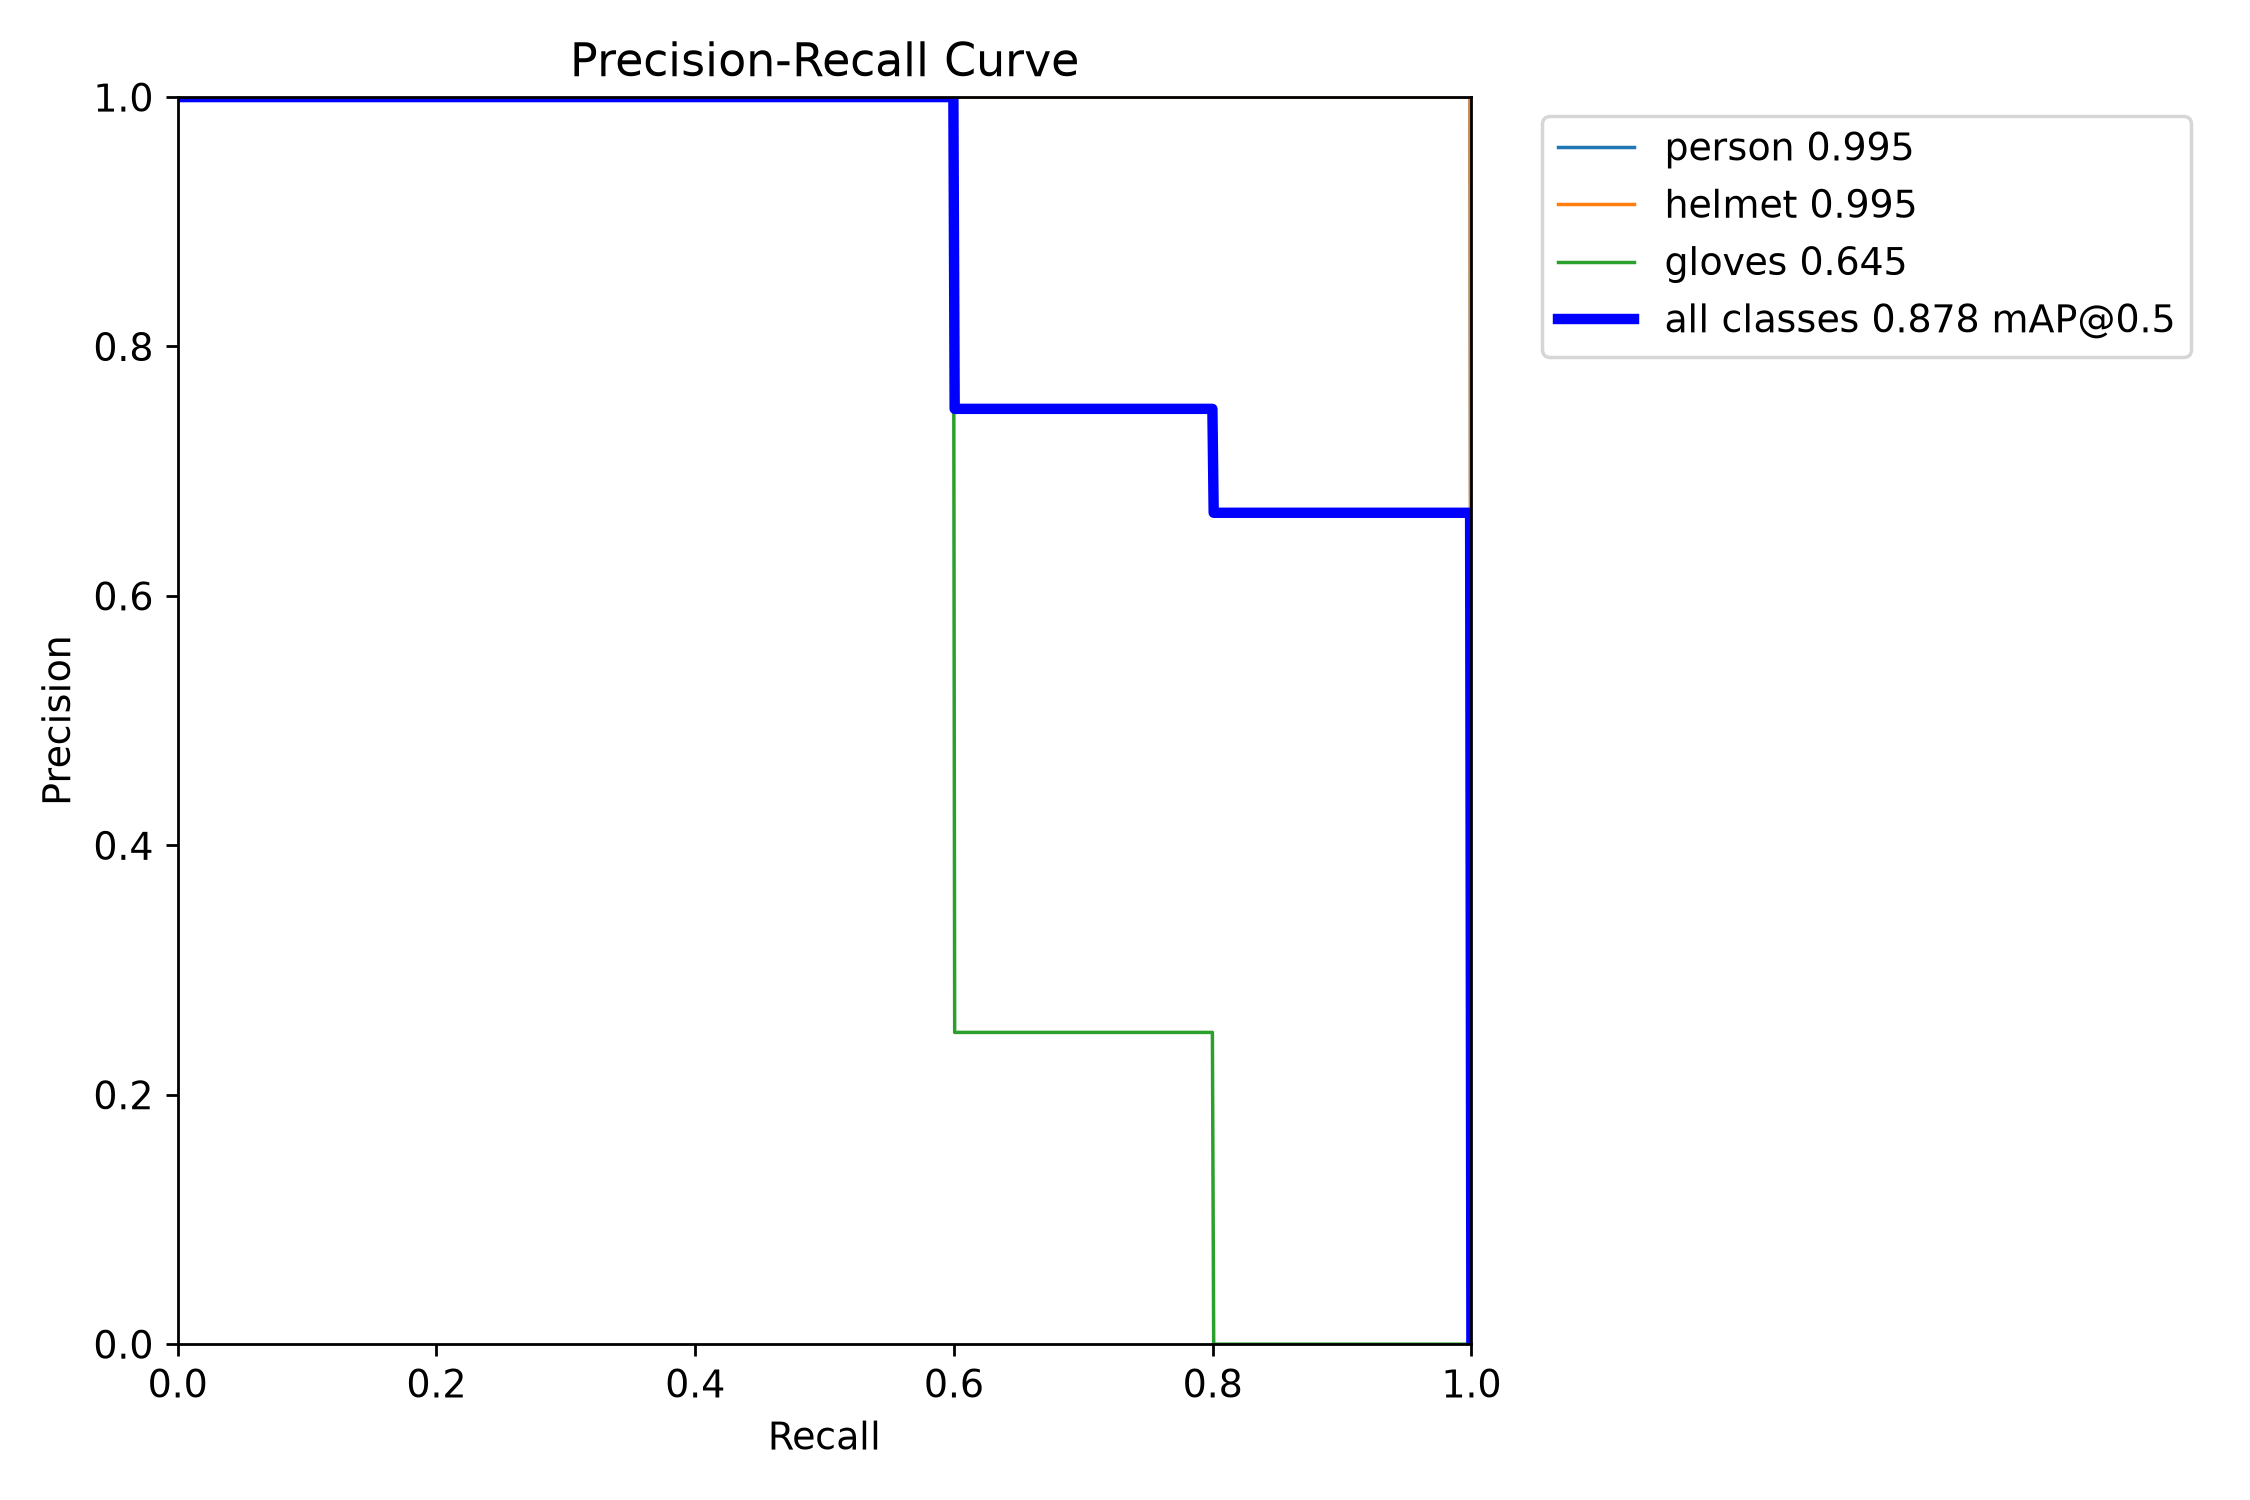 Precision-Recall Curve
1.0
0.8
0.6
0.4
0.2
0.0
Precision
0.0 0.2 0.4 0.6 0.8 1.0
Recall
person 0.995
helmet 0.995
gloves 0.645
all classes 0.878 mAP@0.5